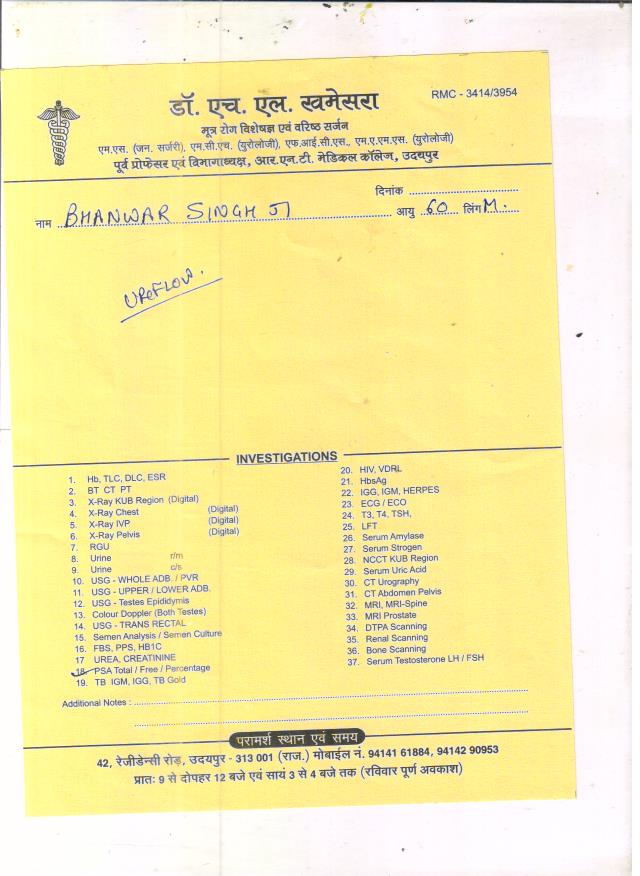 डॉ. एच. एल. खमेसरा
RMC - 3414/3954
मूत्र रोग विशेषज्ञ एवं वरिष्ठ सर्जन
एम.एस. (जन. सर्जरी), एम.सी.एच. (युरोलोजी), एफ.आई.सी.एस., एम.ए.एम.एस. (युरोलोजी)
पूर्व प्रोफेसर एवं विभागाध्यक्ष, आर.एन.टी. मेडिकल कॉलेज, उदयपुर
दिनांक
नाम BHANWAR SINGH JI आयु 60 लिंग M.
UReFLOW.
INVESTIGATIONS
1. Hb, TLC, DLC, ESR
2. BT CT PT
3. X-Ray KUB Region (Digital)
4. X-Ray Chest (Digital)
5. X-Ray IVP (Digital)
6. X-Ray Pelvis (Digital)
7. RGU
8. Urine r/m
9. Urine c/s
10. USG - WHOLE ADB. / PVR
11. USG - UPPER / LOWER ADB.
12. USG - Testes Epididymis
13. Colour Doppler (Both Testes)
14. USG - TRANS RECTAL
15. Semen Analysis / Semen Culture
16. FBS, PPS, HB1C
17 UREA, CREATININE
18. PSA Total / Free / Percentage
19. TB IGM, IGG, TB Gold
20. HIV, VDRL
21. HbsAg
22. IGG, IGM, HERPES
23. ECG / ECO
24. T3, T4, TSH,
25. LFT
26. Serum Amylase
27. Serum Strogen
28. NCCT KUB Region
29. Serum Uric Acid
30. CT Urography
31. CT Abdomen Pelvis
32. MRI, MRI-Spine
33. MRI Prostate
34. DTPA Scanning
35. Renal Scanning
36. Bone Scanning
37. Serum Testosterone LH / FSH
Additional Notes :
परामर्श स्थान एवं समय
42, रेजीडेन्सी रोड़, उदयपुर - 313 001 (राज.) मोबाईल नं. 94141 61884, 94142 90953
प्रातः 9 से दोपहर 12 बजे एवं सायं 3 से 4 बजे तक (रविवार पूर्ण अवकाश)